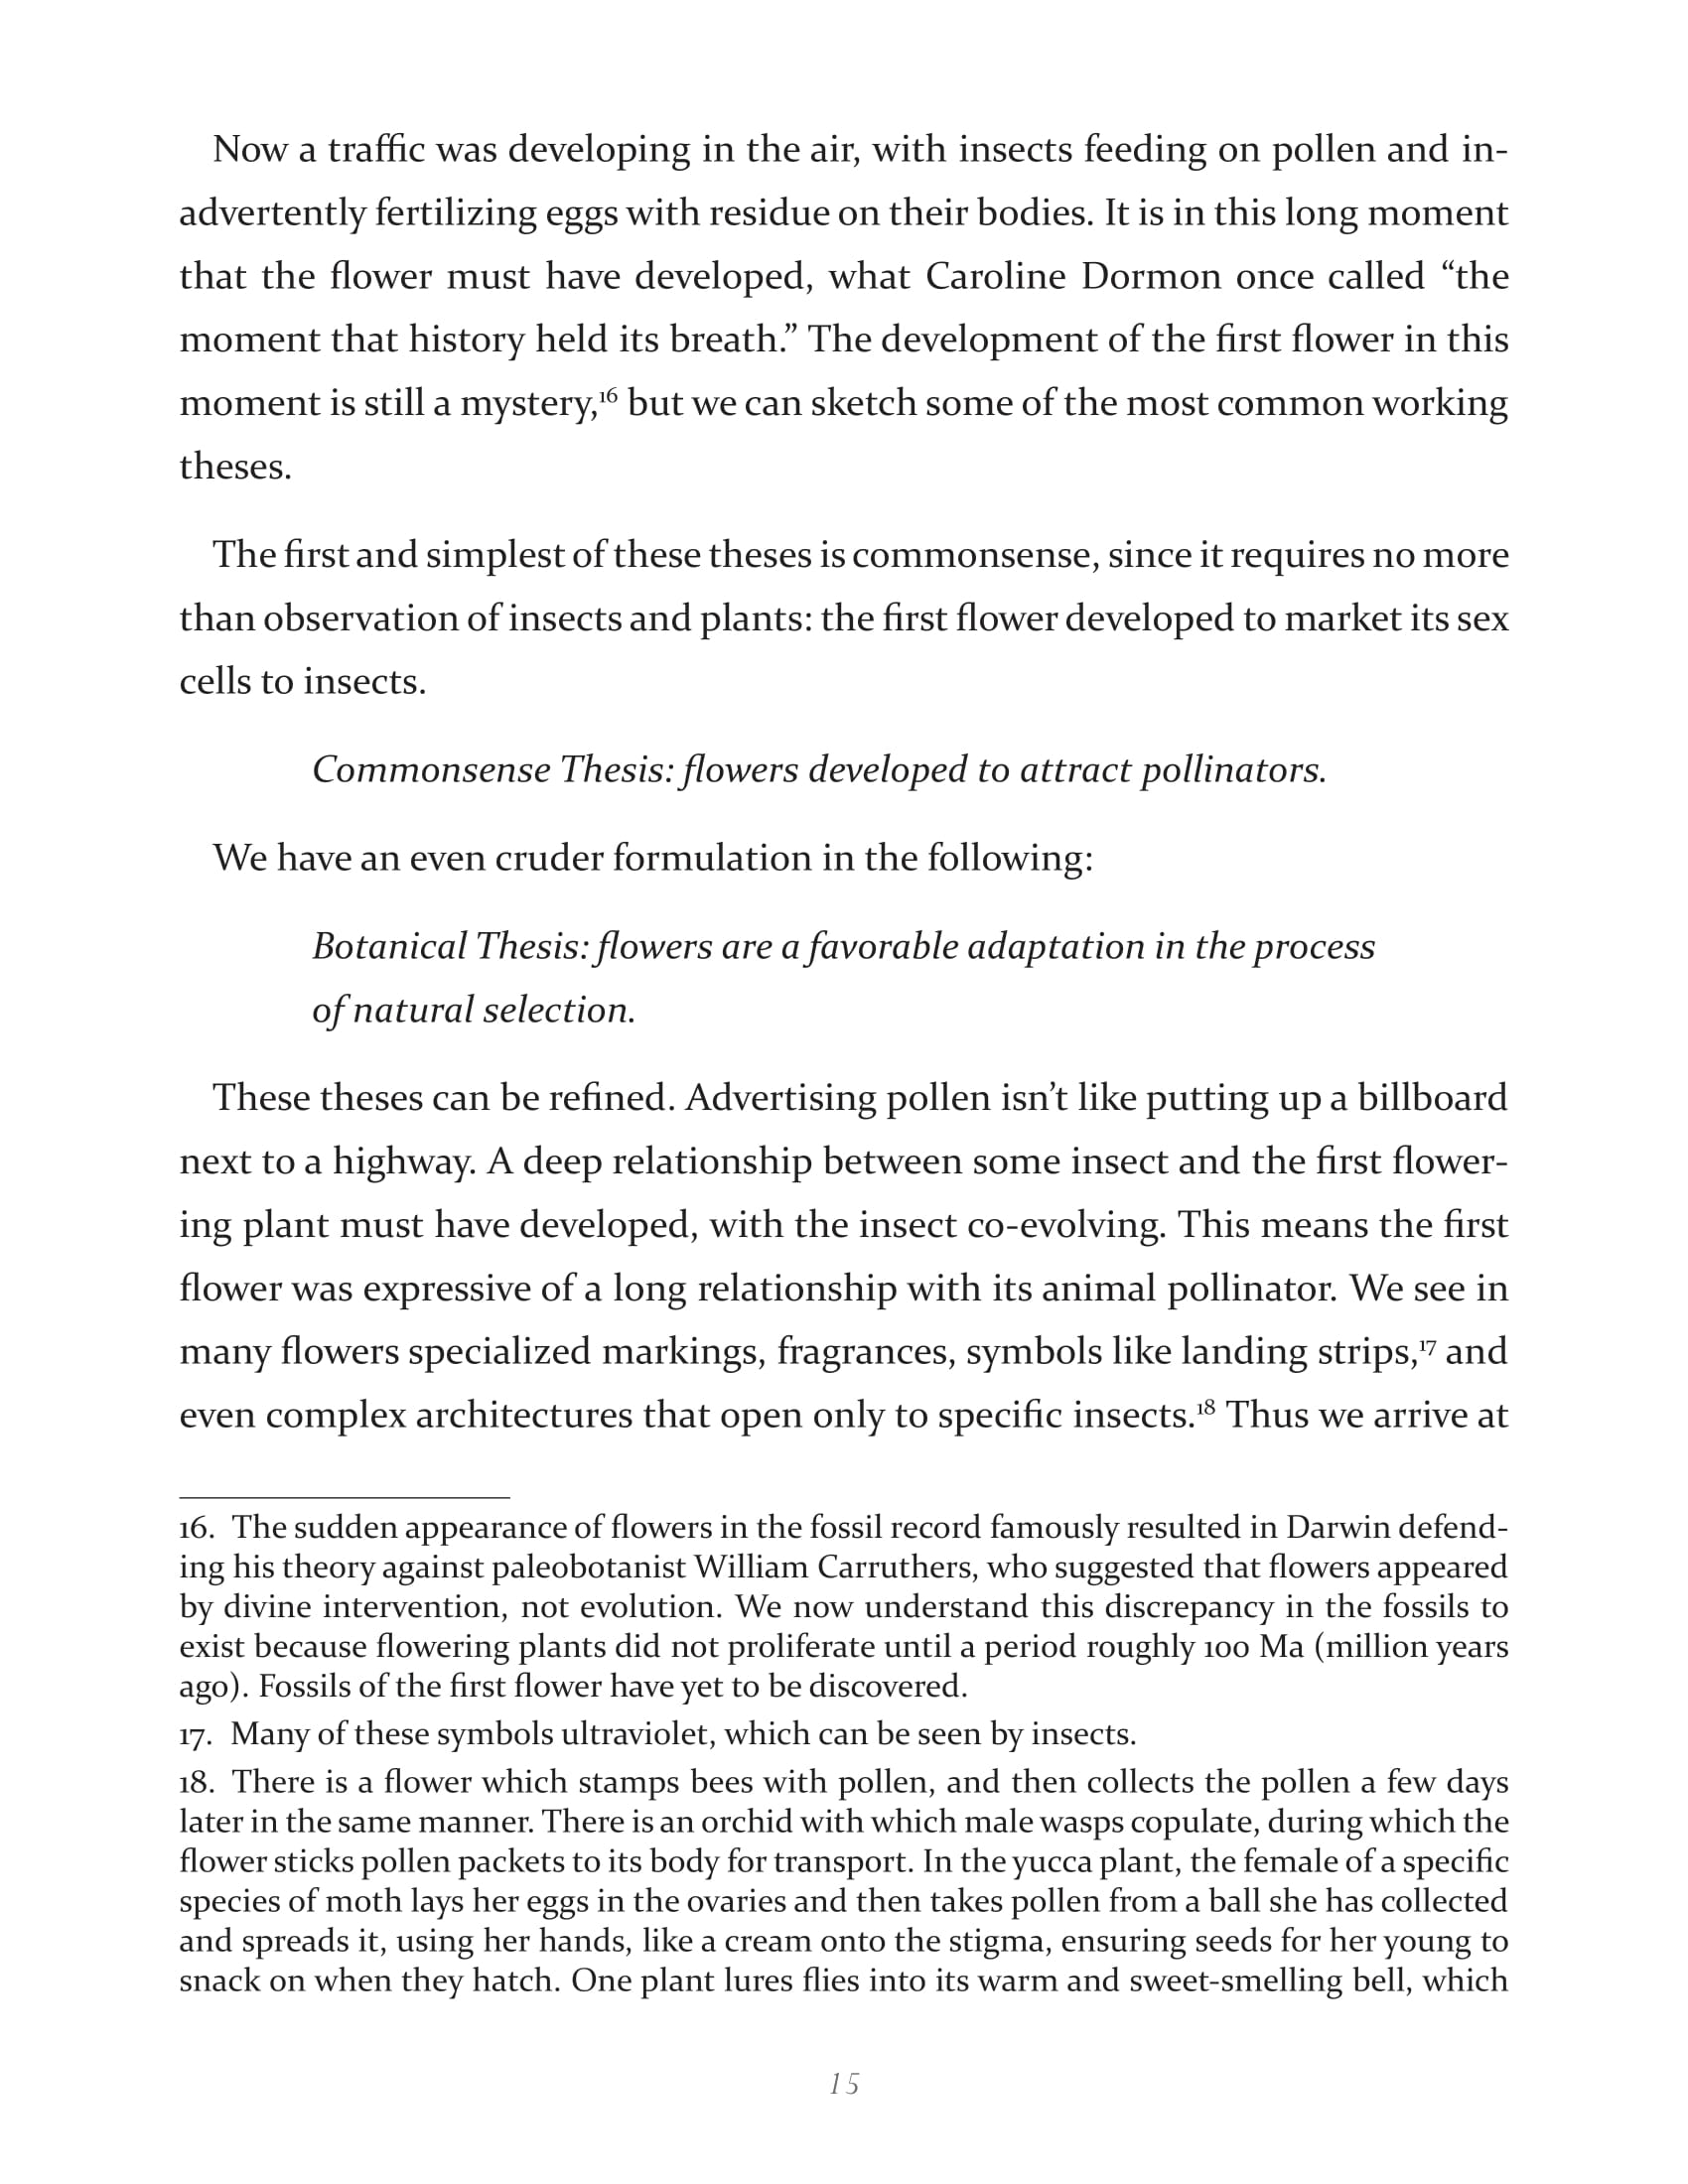 Now a traffic was developing in the air, with insects feeding on pollen and in-
advertently fertilizing eggs with residue on their bodies. It is in this long moment
that the flower must have developed, what Caroline Dormon once called “the
moment that history held its breath.” The development of the first flower in this
moment is still a mystery,16 but we can sketch some of the most common working
theses.
The first and simplest of these theses is commonsense, since it requires no more
than observation of insects and plants: the first flower developed to market its sex
cells to insects.
Commonsense Thesis: flowers developed to attract pollinators.
We have an even cruder formulation in the following:
Botanical Thesis: flowers are a favorable adaptation in the process
of natural selection.
These theses can be refined. Advertising pollen isn’t like putting up a billboard
next to a highway. A deep relationship between some insect and the first flower-
ing plant must have developed, with the insect co-evolving. This means the first
flower was expressive of a long relationship with its animal pollinator. We see in
many flowers specialized markings, fragrances, symbols like landing strips,17 and
even complex architectures that open only to specific insects.18 Thus we arrive at
16. The sudden appearance of flowers in the fossil record famously resulted in Darwin defend-
ing his theory against paleobotanist William Carruthers, who suggested that flowers appeared
by divine intervention, not evolution. We now understand this discrepancy in the fossils to
exist because flowering plants did not proliferate until a period roughly 100 Ma (million years
ago). Fossils of the first flower have yet to be discovered.
17. Many of these symbols ultraviolet, which can be seen by insects.
18. There is a flower which stamps bees with pollen, and then collects the pollen a few days
later in the same manner. There is an orchid with which male wasps copulate, during which the
flower sticks pollen packets to its body for transport. In the yucca plant, the female of a specific
species of moth lays her eggs in the ovaries and then takes pollen from a ball she has collected
and spreads it, using her hands, like a cream onto the stigma, ensuring seeds for her young to
snack on when they hatch. One plant lures flies into its warm and sweet-smelling bell, which
15